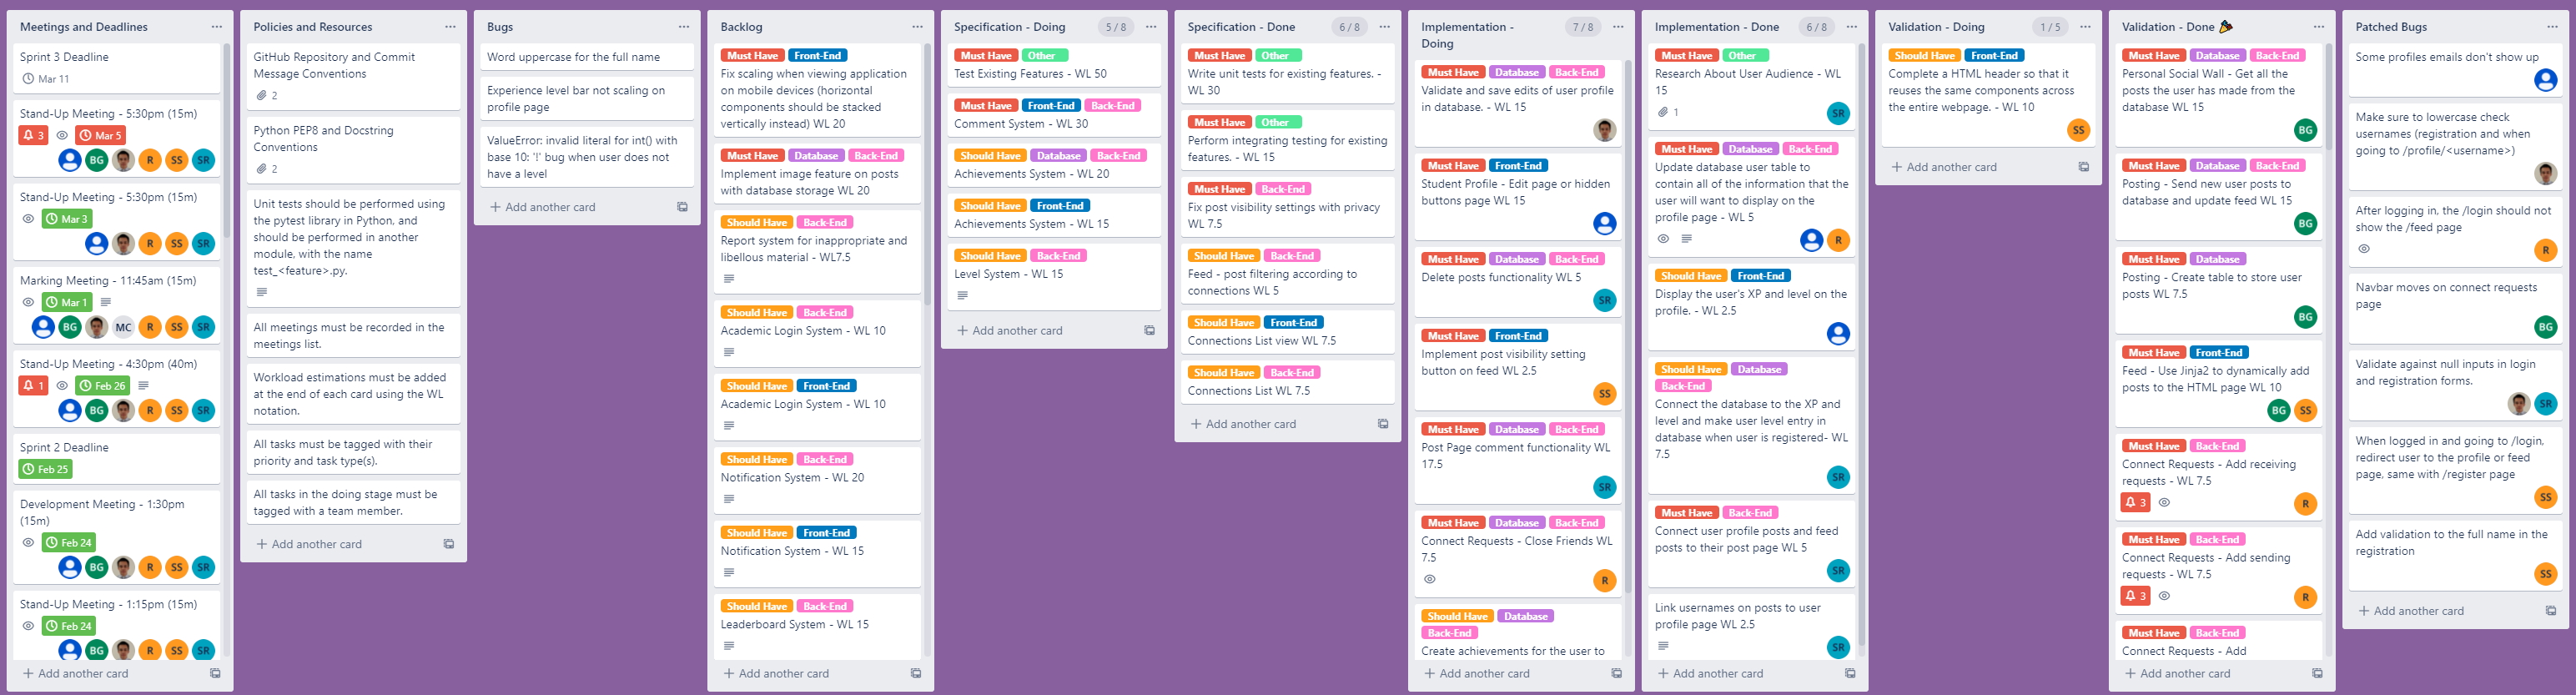 Meetings and Deadlines
Sprint 3 Deadline
Mar 11
Stand-Up Meeting - 5:30pm (15m)
3
Mar 5
BG
R
SS
SR
Stand-Up Meeting - 5:30pm (15m)
Mar 3
R
SS
SR
Marking Meeting - 11:45am (15m)
Mar 1
BG
MC
R
SS
SR
Stand-Up Meeting - 4:30pm (40m)
1
Feb 26
BG
R
SS
SR
Sprint 2 Deadline
Feb 25
Development Meeting - 1:30pm
(15m)
Feb 24
BG
R
SS
SR
Stand-Up Meeting - 1:15pm (15m)
Feb 24
BG
R
SS
SR
+ Add another card
Policies and Resources
GitHub Repository and Commit
Message Conventions
2
Python PEP8 and Docstring
Conventions
2
Unit tests should be performed using
the pytest library in Python, and
should be performed in another
module, with the name
test_<feature>.py.
All meetings must be recorded in the
meetings list.
Workload estimations must be added
at the end of each card using the WL
notation.
All tasks must be tagged with their
priority and task type(s).
All tasks in the doing stage must be
tagged with a team member.
+ Add another card
Bugs
Word uppercase for the full name
Experience level bar not scaling on
profile page
ValueError: invalid literal for int() with
base 10: '!' bug when user does not
have a level
+ Add another card
Backlog
Must Have Front-End
Fix scaling when viewing application
on mobile devices (horizontal
components should be stacked
vertically instead) WL 20
Must Have Database Back-End
Implement image feature on posts
with database storage WL 20
Should Have Back-End
Report system for inappropriate and
libellous material - WL7.5
Should Have Back-End
Academic Login System - WL 10
Should Have Front-End
Academic Login System - WL 10
Should Have Back-End
Notification System - WL 20
Should Have Front-End
Notification System - WL 15
Should Have Back-End
Leaderboard System - WL 15
+ Add another card
Specification - Doing
5 / 8
Must Have Other
Test Existing Features - WL 50
Must Have Front-End Back-End
Comment System - WL 30
Should Have Database Back-End
Achievements System - WL 20
Should Have Front-End
Achievements System - WL 15
Should Have Back-End
Level System - WL 15
+ Add another card
Specification - Done
6 / 8
Must Have Other
Write unit tests for existing features. -
WL 30
Must Have Other
Perform integrating testing for existing
features. - WL 15
Must Have Back-End
Fix post visibility settings with privacy
WL 7.5
Should Have Back-End
Feed - post filtering according to
connections WL 5
Should Have Front-End
Connections List view WL 7.5
Should Have Back-End
Connections List WL 7.5
+ Add another card
Implementation -
Doing
7 / 8
Must Have Database Back-End
Validate and save edits of user profile
in database. - WL 15
Must Have Front-End
Student Profile - Edit page or hidden
buttons page WL 15
Must Have Database Back-End
Delete posts functionality WL 5
SR
Must Have Front-End
Implement post visibility setting
button on feed WL 2.5
SS
Must Have Database Back-End
Post Page comment functionality WL
17.5
SR
Must Have Database Back-End
Connect Requests - Close Friends WL
7.5
R
Should Have Database
Back-End
Create achievements for the user to
+ Add another card
Implementation - Done
6 / 8
Must Have Other
Research About User Audience - WL
15
1
SR
Must Have Database Back-End
Update database user table to
contain all of the information that the
user will want to display on the
profile page - WL 5
R
Should Have Front-End
Display the user's XP and level on the
profile. - WL 2.5
Should Have Database
Back-End
Connect the database to the XP and
level and make user level entry in
database when user is registered- WL
7.5
SR
Must Have Back-End
Connect user profile posts and feed
posts to their post page WL 5
SR
Link usernames on posts to user
profile page WL 2.5
SR
+ Add another card
Validation - Doing
1 / 5
Should Have Front-End
Complete a HTML header so that it
reuses the same components across
the entire webpage. - WL 10
SS
+ Add another card
Validation - Done 🎉
Must Have Database Back-End
Personal Social Wall - Get all the
posts the user has made from the
database WL 15
BG
Must Have Database Back-End
Posting - Send new user posts to
database and update feed WL 15
BG
Must Have Database
Posting - Create table to store user
posts WL 7.5
BG
Must Have Front-End
Feed - Use Jinja2 to dynamically add
posts to the HTML page WL 10
BG
SS
Must Have Back-End
Connect Requests - Add receiving
requests - WL 7.5
3
R
Must Have Back-End
Connect Requests - Add sending
requests - WL 7.5
3
R
Must Have Back-End
Connect Requests - Add
+ Add another card
Patched Bugs
Some profiles emails don't show up
Make sure to lowercase check
usernames (registration and when
going to /profile/<username>)
After logging in, the /login should not
show the /feed page
R
Navbar moves on connect requests
page
BG
Validate against null inputs in login
and registration forms.
SR
When logged in and going to /login,
redirect user to the profile or feed
page, same with /register page
SS
Add validation to the full name in the
registration
SS
+ Add another card